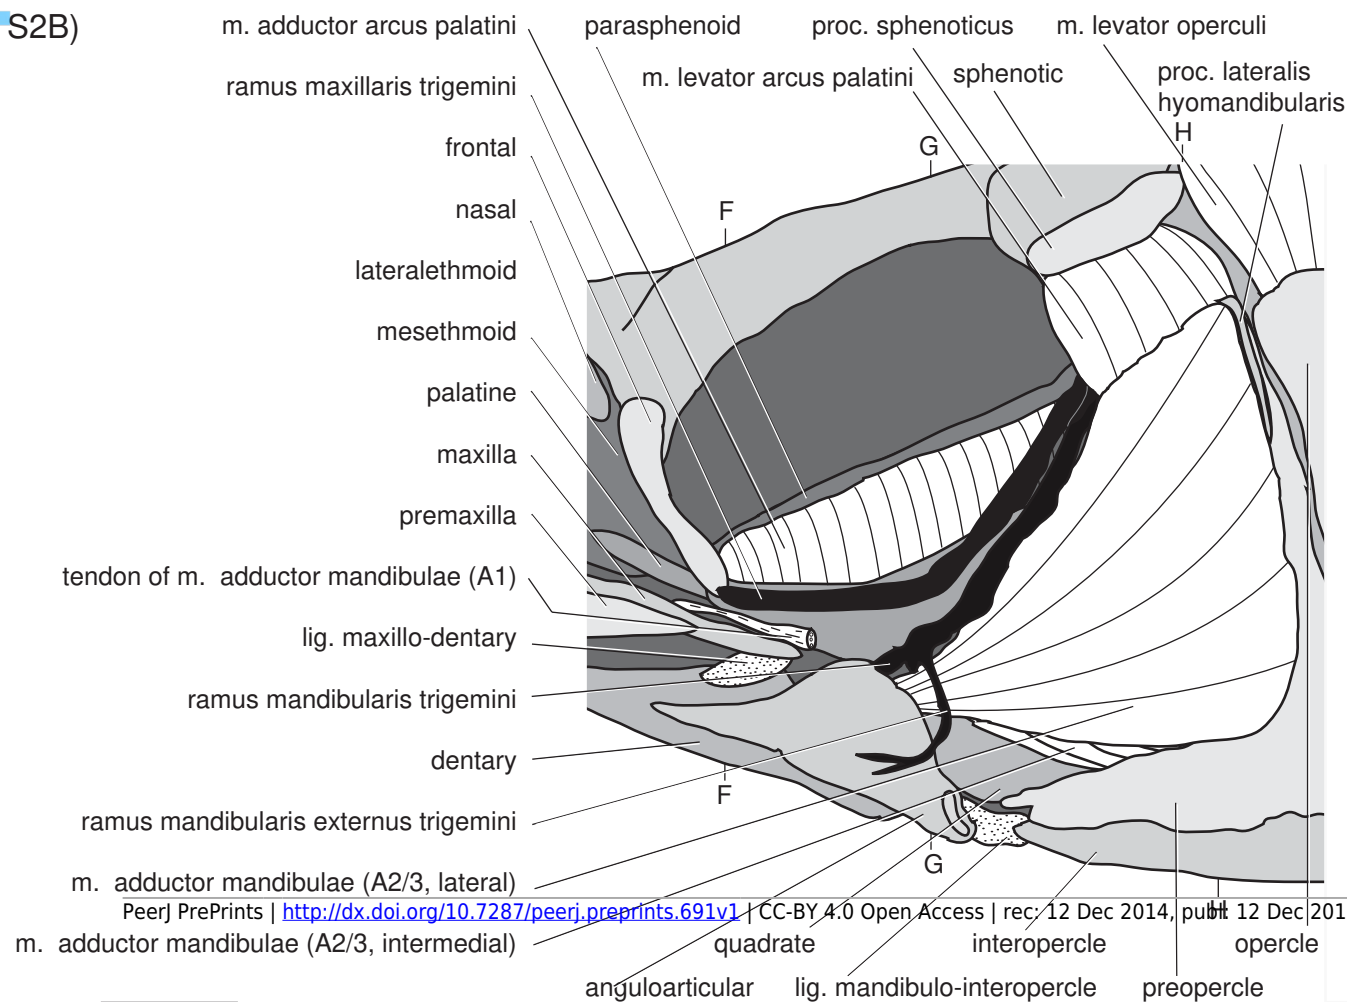 S2B)
m. adductor arcus palatini
parasphenoid
proc. sphenoticus
m. levator operculi
ramus maxillaris trigemini
m. levator arcus palatini
sphenotic
proc. lateralis
hyomandibularis
frontal
G
H
nasal
F
lateralethmoid
mesethmoid
palatine
maxilla
premaxilla
tendon of m. adductor mandibulae (A1)
lig. maxillo-dentary
ramus mandibularis trigemini
dentary
F
ramus mandibularis externus trigemini
G
m. adductor mandibulae (A2/3, lateral)
PeerJ PrePrints | http://dx.doi.org/10.7287/peerj.preprints.691v1 | CC-BY 4.0 Open Access | rec: 12 Dec 2014, publ: 12 Dec 201
H
m. adductor mandibulae (A2/3, intermedial)
quadrate
interopercle
opercle
anguloarticular
lig. mandibulo-interopercle
preopercle